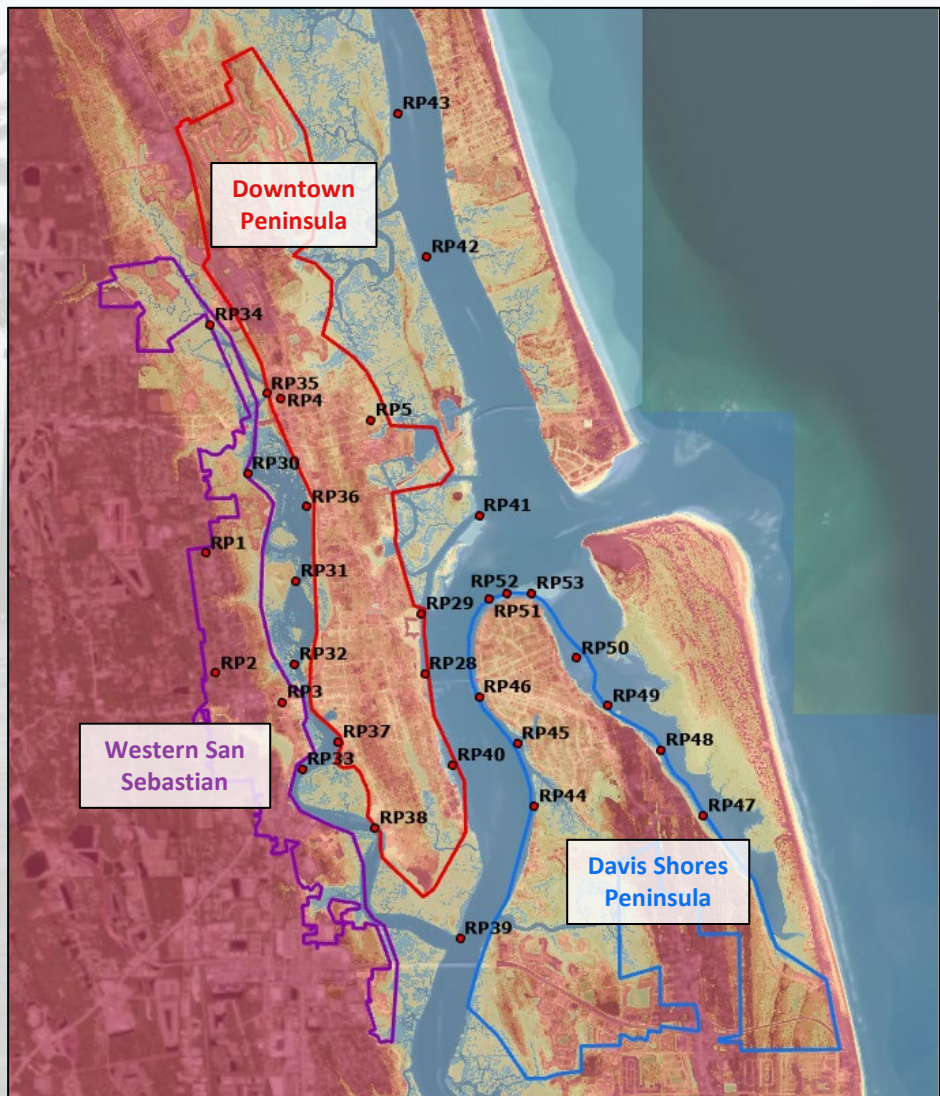 RP43
Downtown
Peninsula
RP42
RP34
RP35
RP4
RP5
RP30
RP36
RP41
RP1
RP31
RP52
RP53
RP51
RP29
RP50
RP32
RP2
RP28
RP3
RP46
RP49
RP37
RP45
RP48
Western San
Sebastian
RP33
RP40
RP44
RP47
RP38
Davis Shores
Peninsula
RP39